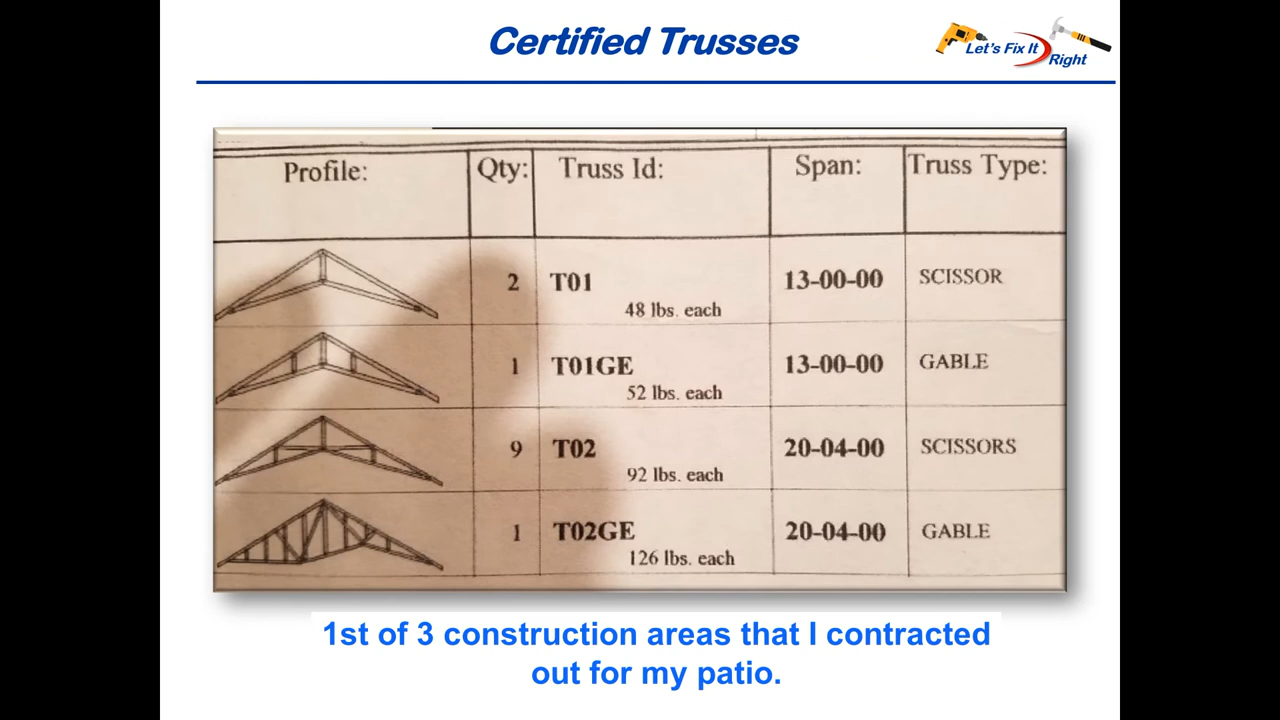 Certified Trusses
Let's Fix It
Right
Profile: Qty: Truss Id: Span: Truss Type:
2 T01 13-00-00 SCISSOR
48 lbs. each
1 T01GE 13-00-00 GABLE
52 lbs. each
9 T02 20-04-00 SCISSORS
92 lbs. each
1 T02GE 20-04-00 GABLE
126 lbs. each
1st of 3 construction areas that I contracted
out for my patio.